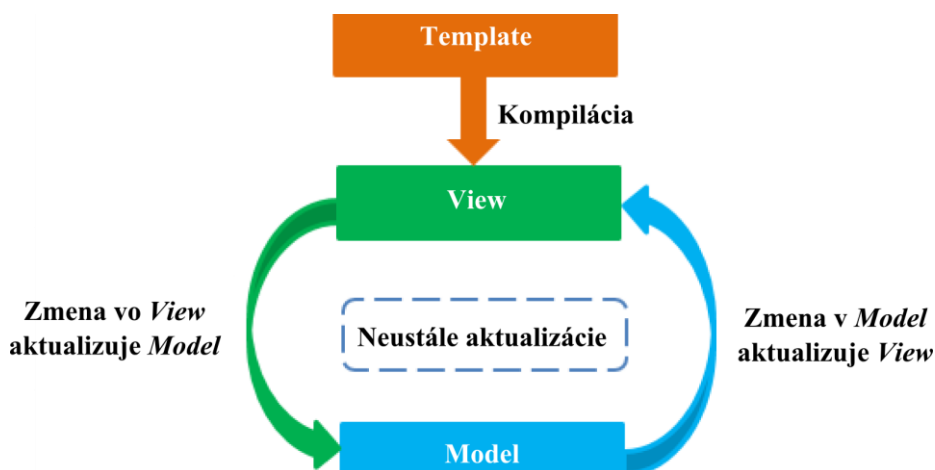 Template
Kompilácia
View
Zmena vo View
aktualizuje Model
Neustále aktualizácie
Zmena v Model
aktualizuje View
Model